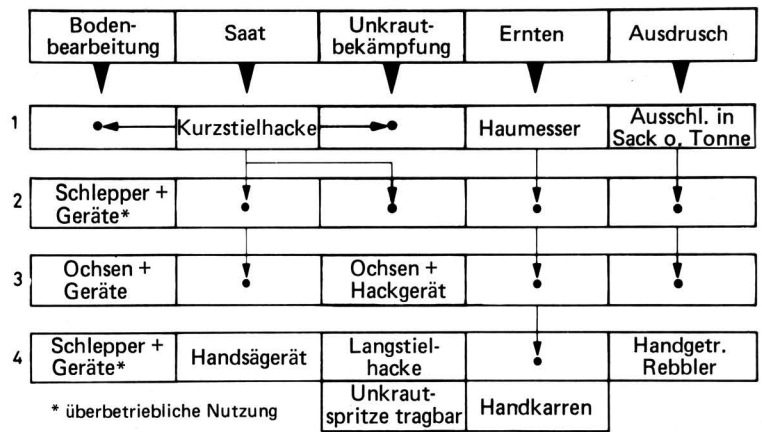 Boden-
bearbeitung
Saat
Unkraut-
bekämpfung
Ernten
Ausdrusch
1
Kurzstielhacke
Haumesser
Ausschl. in
Sack o. Tonne
2
Schlepper +
Geräte*
3
Ochsen +
Geräte
Ochsen +
Hackgerät
4
Schlepper +
Geräte*
Handsägerät
Langstiel-
hacke
Handgetr.
Rebbler
* überbetriebliche Nutzung
Unkraut-
spritze tragbar
Handkarren